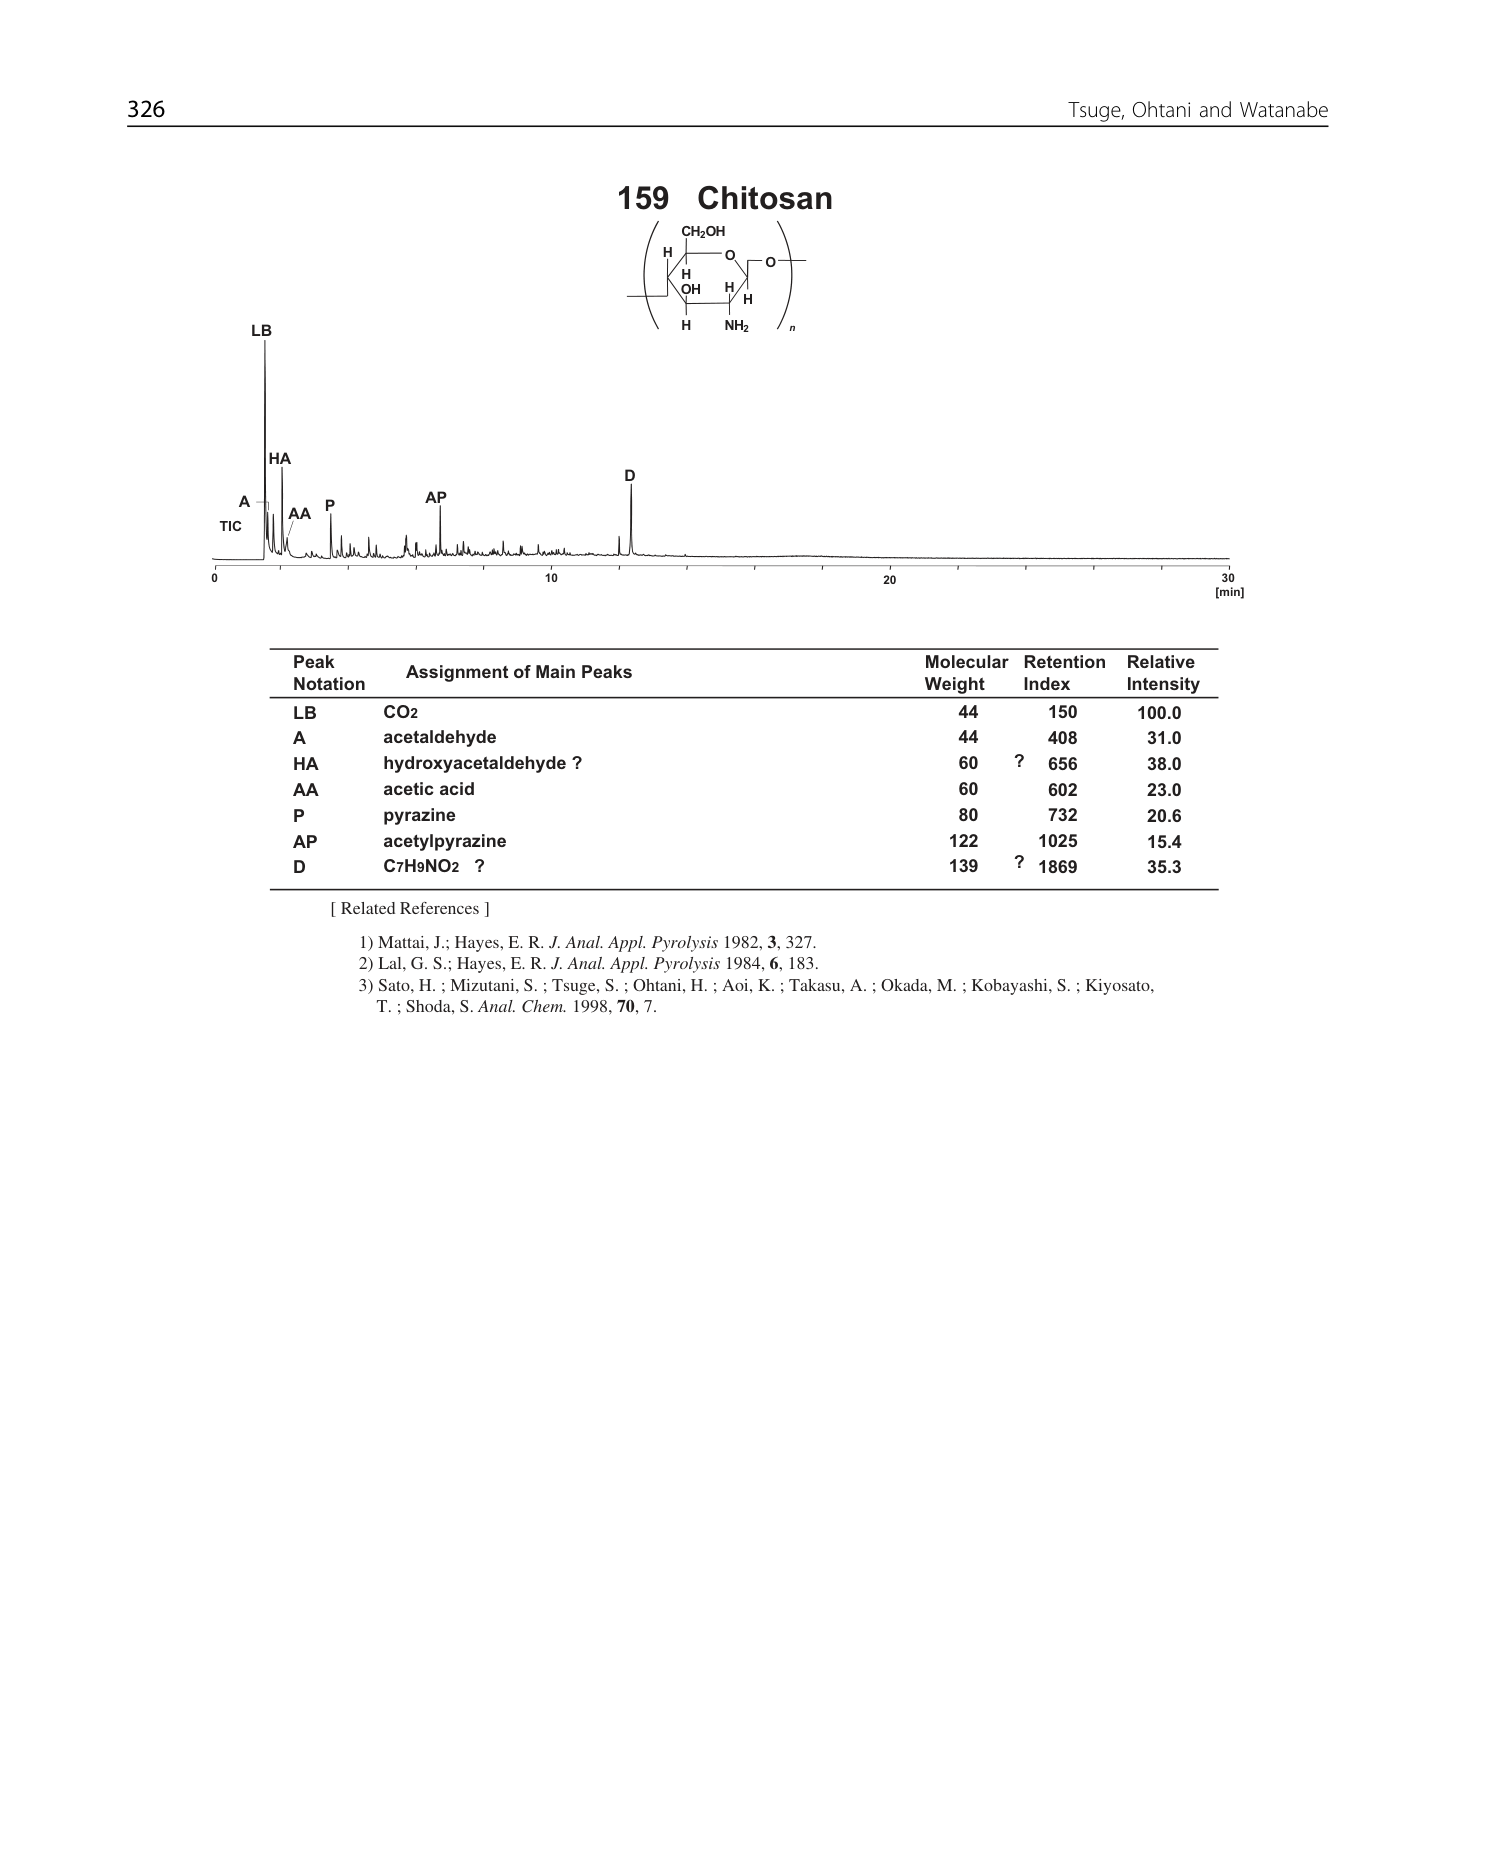 326 Tsuge, Ohtani and Watanabe
159 Chitosan
CH2OH
H O O
H
OH H H
H NH2 n
LB
HA
D
A AA P AP
TIC
0 10 20 30
[min]
Peak Notation Assignment of Main Peaks Molecular Weight Retention Index Relative Intensity
LB CO2 44 150 100.0
A acetaldehyde 44 408 31.0
HA hydroxyacetaldehyde ? 60 ? 656 38.0
AA acetic acid 60 602 23.0
P pyrazine 80 732 20.6
AP acetylpyrazine 122 1025 15.4
D C7H9NO2 ? 139 ? 1869 35.3
[ Related References ]
1) Mattai, J.; Hayes, E. R. J. Anal. Appl. Pyrolysis 1982, 3, 327.
2) Lal, G. S.; Hayes, E. R. J. Anal. Appl. Pyrolysis 1984, 6, 183.
3) Sato, H. ; Mizutani, S. ; Tsuge, S. ; Ohtani, H. ; Aoi, K. ; Takasu, A. ; Okada, M. ; Kobayashi, S. ; Kiyosato,
T. ; Shoda, S. Anal. Chem. 1998, 70, 7.